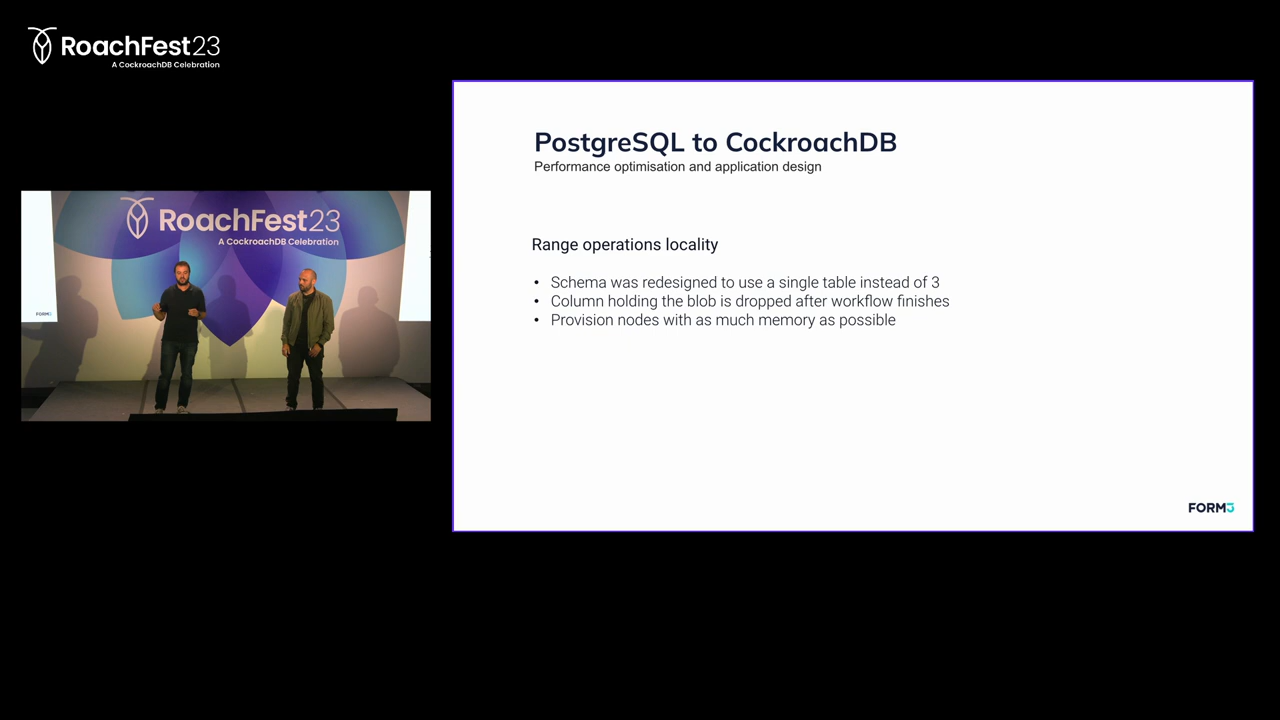 RoachFest23
A CockroachDB Celebration
RoachFest23
A CockroachDB Celebration
FORM3
PostgreSQL to CockroachDB
Performance optimisation and application design
Range operations locality
• Schema was redesigned to use a single table instead of 3
• Column holding the blob is dropped after workflow finishes
• Provision nodes with as much memory as possible
FORM3